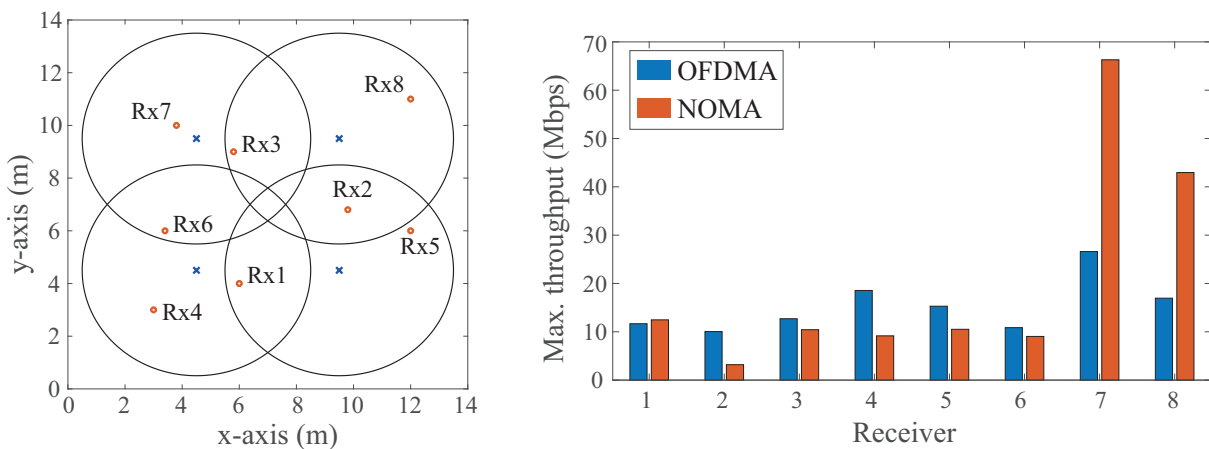 14
12
10
8
6
4
2
0
y-axis (m)
Rx8
Rx7
Rx3
Rx2
Rx6
Rx5
Rx1
Rx4
0 2 4 6 8 10 12 14
x-axis (m)
70
60
50
40
30
20
10
0
Max. throughput (Mbps)
OFDMA
NOMA
1 2 3 4 5 6 7 8
Receiver